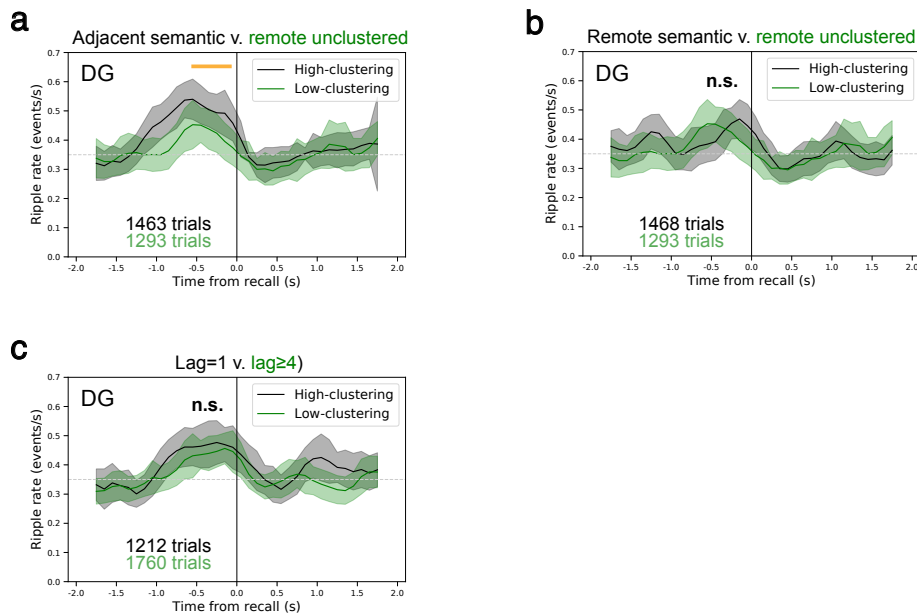 a
Adjacent semantic v. remote unclustered
DG
High-clustering
Low-clustering
Ripple rate (events/s)
0.7
0.6
0.5
0.4
0.3
0.2
0.1
0.0
1463 trials
1293 trials
-2.0 -1.5 -1.0 -0.5 0.0 0.5 1.0 1.5 2.0
Time from recall (s)
b
Remote semantic v. remote unclustered
DG
n.s.
High-clustering
Low-clustering
Ripple rate (events/s)
0.7
0.6
0.5
0.4
0.3
0.2
0.1
0.0
1468 trials
1293 trials
-2.0 -1.5 -1.0 -0.5 0.0 0.5 1.0 1.5 2.0
Time from recall (s)
c
Lag=1 v. lag≥4)
DG
n.s.
High-clustering
Low-clustering
Ripple rate (events/s)
0.7
0.6
0.5
0.4
0.3
0.2
0.1
0.0
1212 trials
1760 trials
-2.0 -1.5 -1.0 -0.5 0.0 0.5 1.0 1.5 2.0
Time from recall (s)